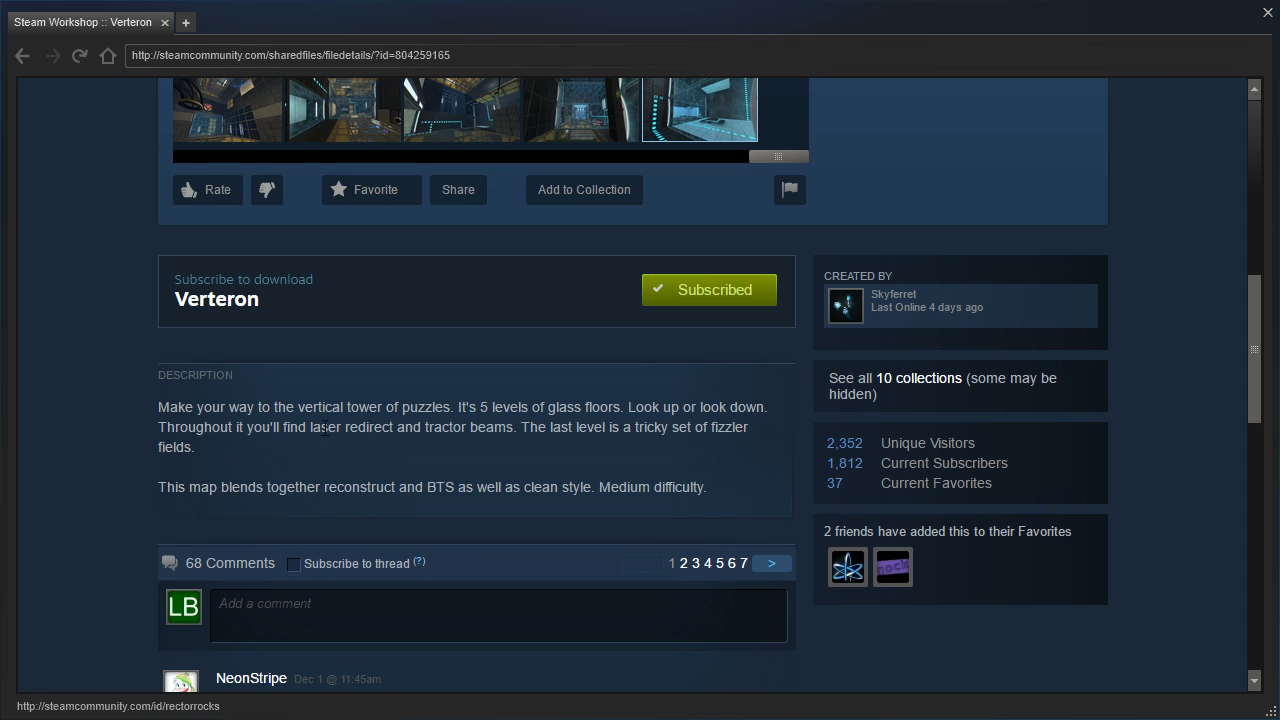 Steam Workshop :: Verteron
http://steamcommunity.com/sharedfiles/filedetails/?id=804259165
Rate
Favorite
Share
Add to Collection
Subscribe to download
Verteron
Subscribed
DESCRIPTION
Make your way to the vertical tower of puzzles. It's 5 levels of glass floors. Look up or look down.
Throughout it you'll find laser redirect and tractor beams. The last level is a tricky set of fizzler
fields.
This map blends together reconstruct and BTS as well as clean style. Medium difficulty.
68 Comments
Subscribe to thread (?)
1 2 3 4 5 6 7 >
LB
Add a comment
NeonStripe Dec 1 @ 11:45am
CREATED BY
Skyferret
Last Online 4 days ago
See all 10 collections (some may be
hidden)
2,352 Unique Visitors
1,812 Current Subscribers
37 Current Favorites
2 friends have added this to their Favorites
http://steamcommunity.com/id/rectorrocks